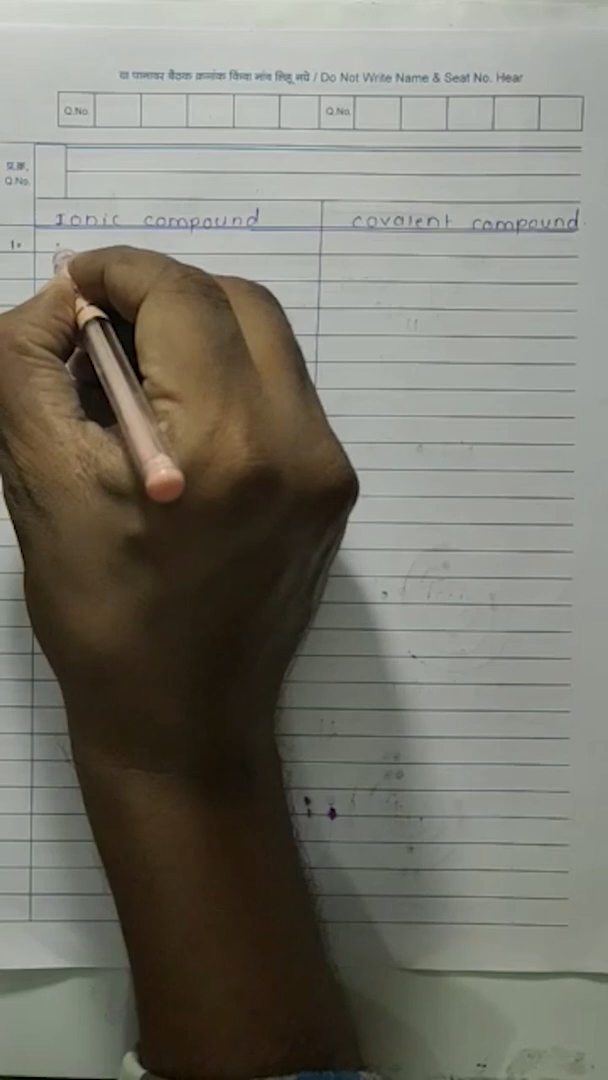 या पानावर बैठक क्रमांक किंवा नांव लिहू नये / Do Not Write Name & Seat No. Hear
Q.No. Q.No.
प्र.क्र.
Q.No.
Ionic compound covalent compound.
1.